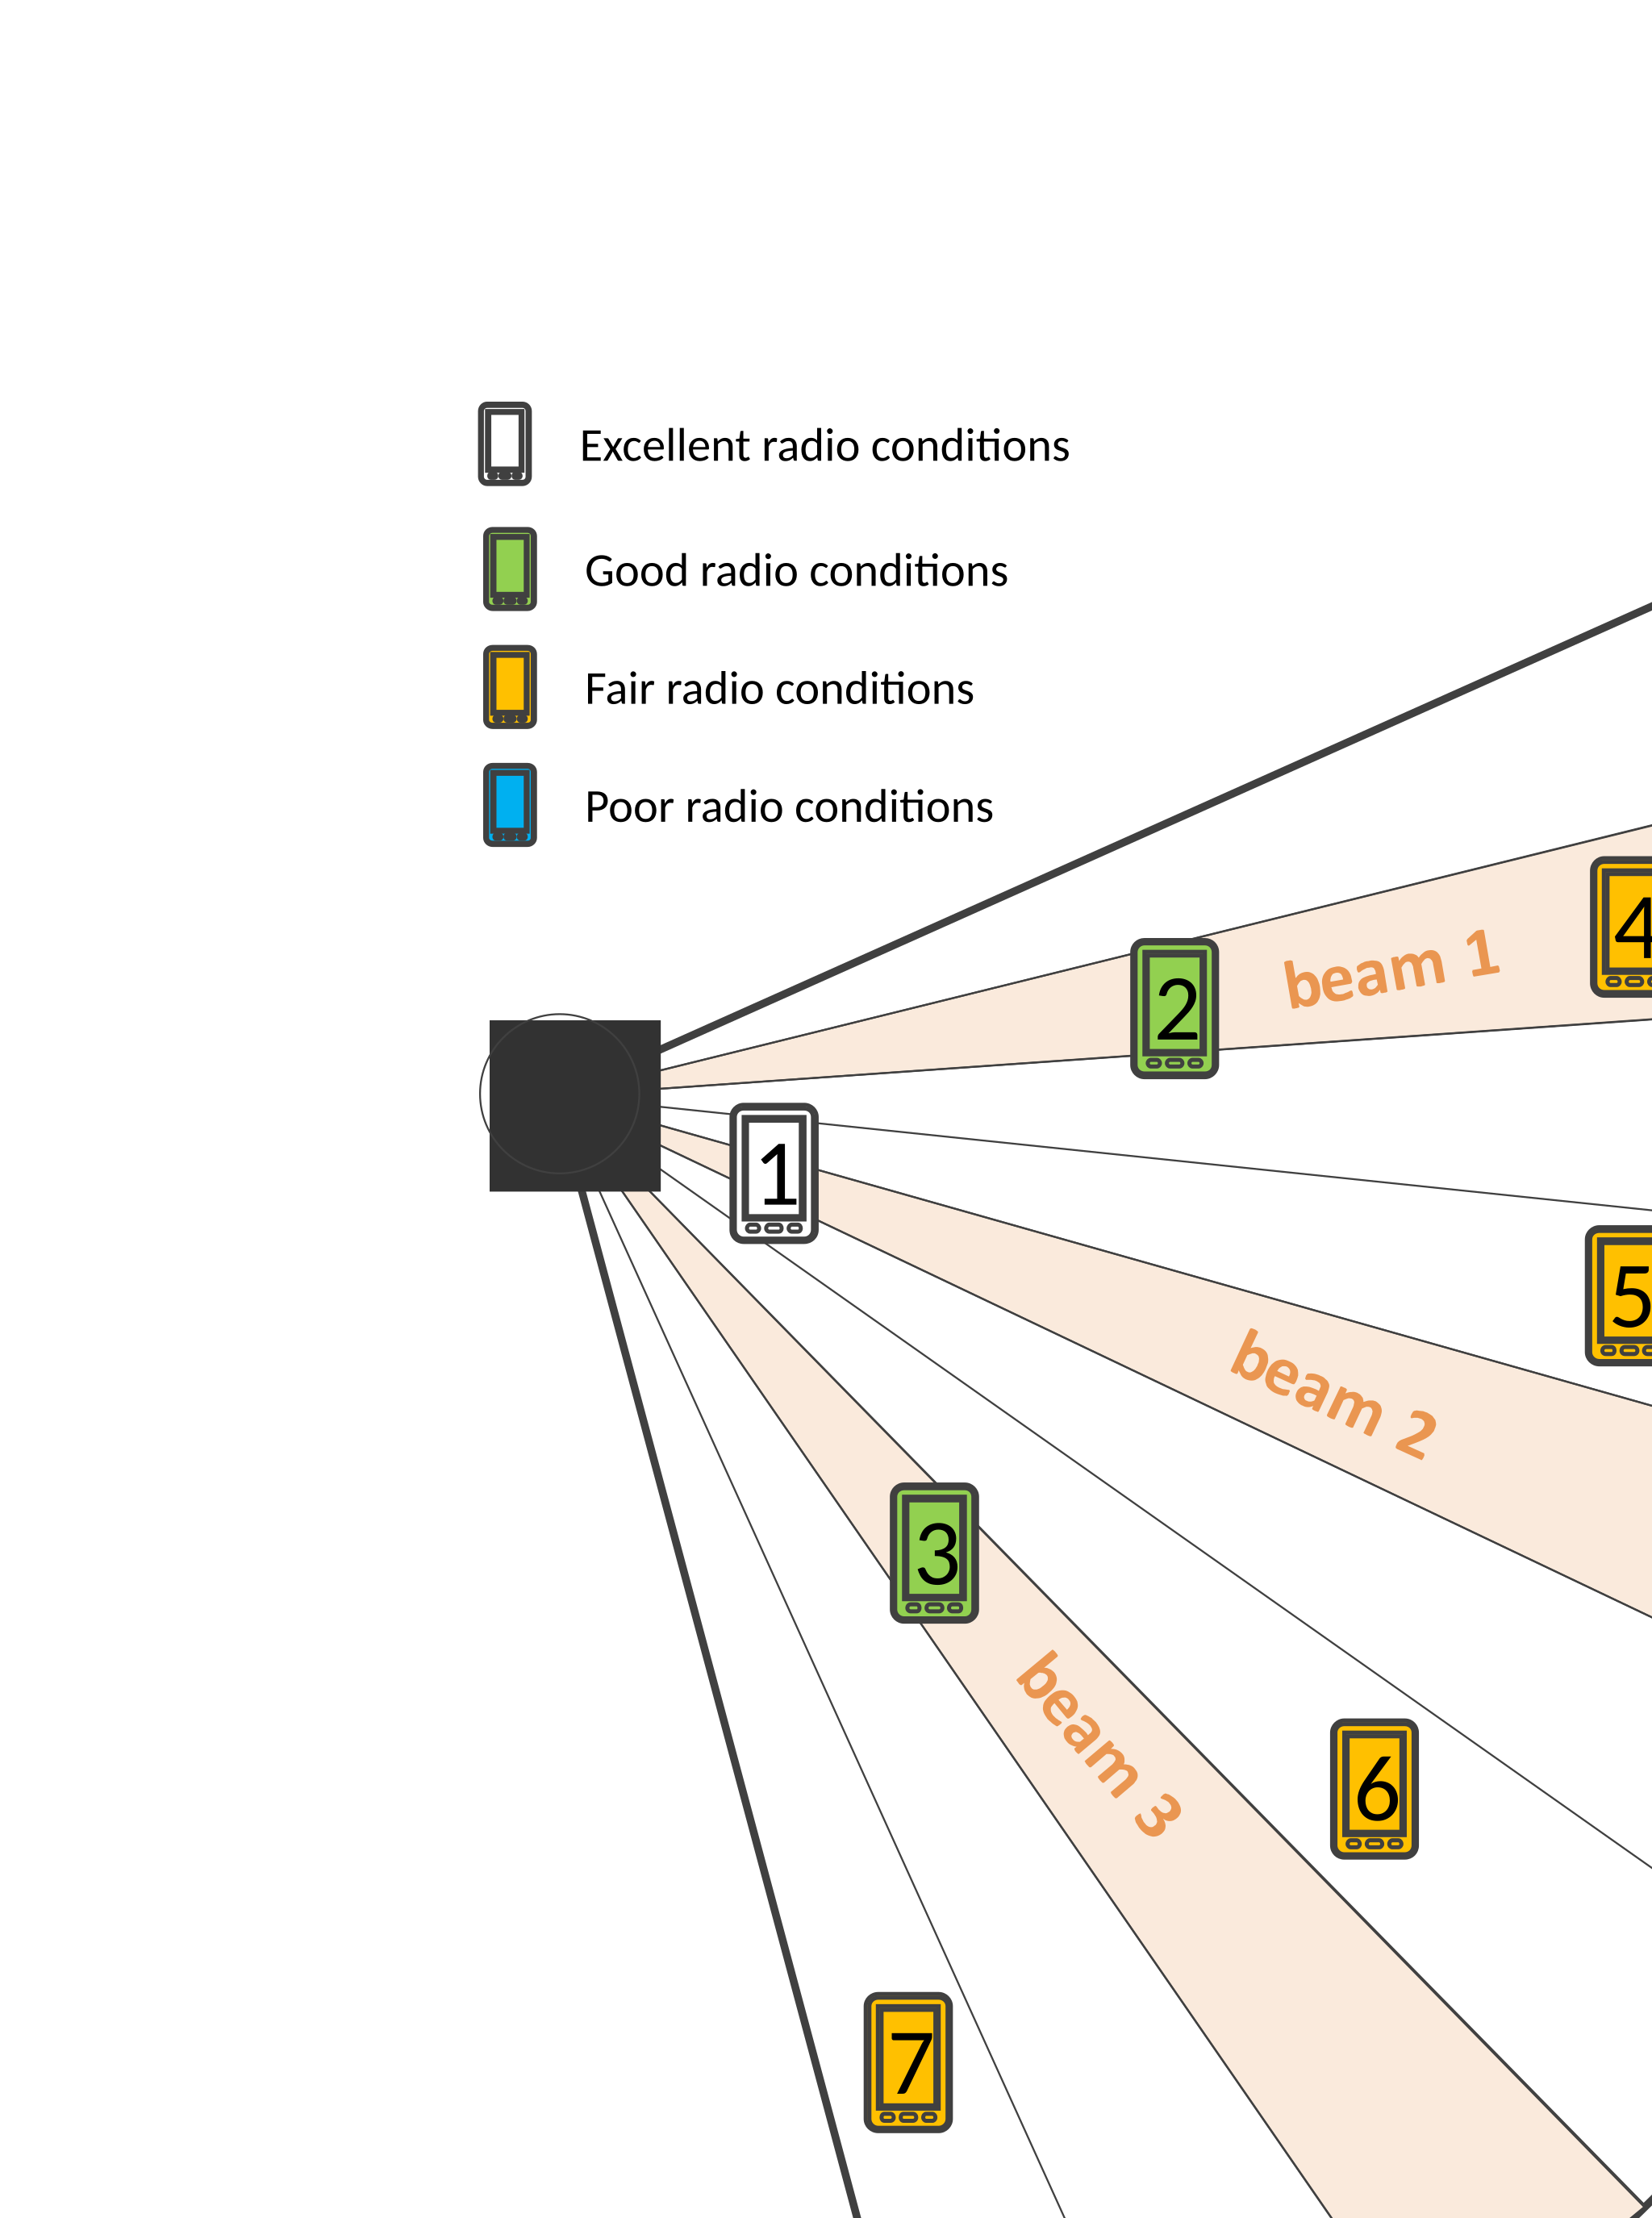 Excellent radio conditions
Good radio conditions
Fair radio conditions
Poor radio conditions
4
beam 1
2
1
5
beam 2
3
beam 3
6
7